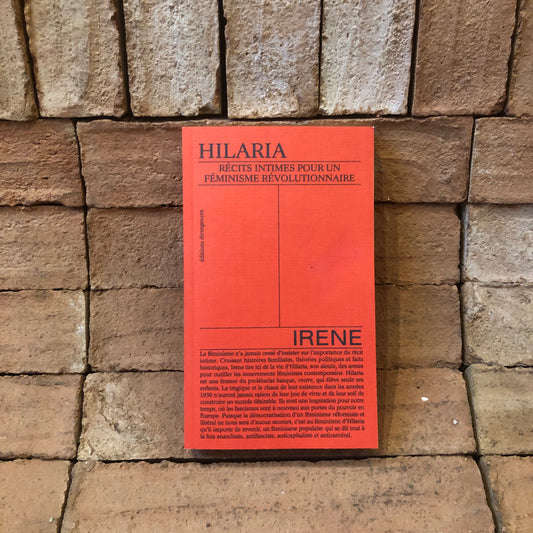 HILARIA
RÉCITS INTIMES POUR UN
FÉMINISME RÉVOLUTIONNAIRE
éditions divergences
IRENE
Le féminisme n'a jamais cessé d'insister sur l'importance du récit
intime. Croisant histoires familiales, théories politiques et faits
historiques, Irene tire ici de la vie d'Hilaria, son aïeule, des armes
pour outiller les mouvements féministes contemporains. Hilaria
est une femme du prolétariat basque, veuve, qui élève seule ses
enfants. Le tragique et le chaos de leur existence dans les années
1930 n'auront jamais raison de leur joie de vivre et de leur soif de
construire un monde désirable. Ils sont une inspiration pour notre
temps, où les fascismes sont à nouveau aux portes du pouvoir en
Europe. Puisque la démocratisation d'un féminisme réformiste et
libéral ne nous sera d'aucun secours, c'est au féminisme d'Hilaria
qu'il importe de revenir, un féminisme populaire qui se dit tout à
la fois anarchiste, antifasciste, anticapitaliste et anticarcéral.